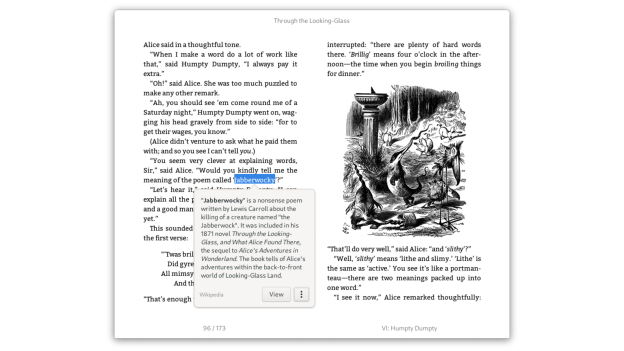 Through the Looking-Glass
Alice said in a thoughtful tone.
“When I make a word do a lot of work like
that,” said Humpty Dumpty, “I always pay it
extra.”
“Oh!” said Alice. She was too much puzzled to
make any other remark.
“Ah, you should see ’em come round me of a
Saturday night,” Humpty Dumpty went on, wag-
ging his head gravely from side to side: “for to
get their wages, you know.”
(Alice didn’t venture to ask what he paid them
with; and so you see I can’t tell you.)
“You seem very clever at explaining words,
Sir,” said Alice. “Would you kindly tell me the
meaning of the poem called ‘Jabberwocky’?”
“Let’s hear it,” said Humpty
explain all the
and a good man
yet.”
This sounded
the first verse:
“’Twas bril
Did gyre
All mimsy
And th
“That’s enough
"Jabberwocky" is a nonsense poem
written by Lewis Carroll about the
killing of a creature named "the
Jabberwock". It was included in his
1871 novel Through the Looking-
Glass, and What Alice Found There,
the sequel to Alice's Adventures in
Wonderland. The book tells of Alice's
adventures within the back-to-front
world of Looking-Glass Land.
Wikipedia
View
96 / 173
interrupted: “there are plenty of hard words
there. ‘Brillig’ means four o’clock in the after-
noon—the time when you begin broiling things
for dinner.”
“That’ll do very well,” said Alice: “and ‘slithy’?”
“Well, ‘slithy’ means ‘lithe and slimy.’ ‘Lithe’ is
the same as ‘active.’ You see it’s like a portman-
teau—there are two meanings packed up into
one word.”
“I see it now,” Alice remarked thoughtfully:
VI: Humpty Dumpty